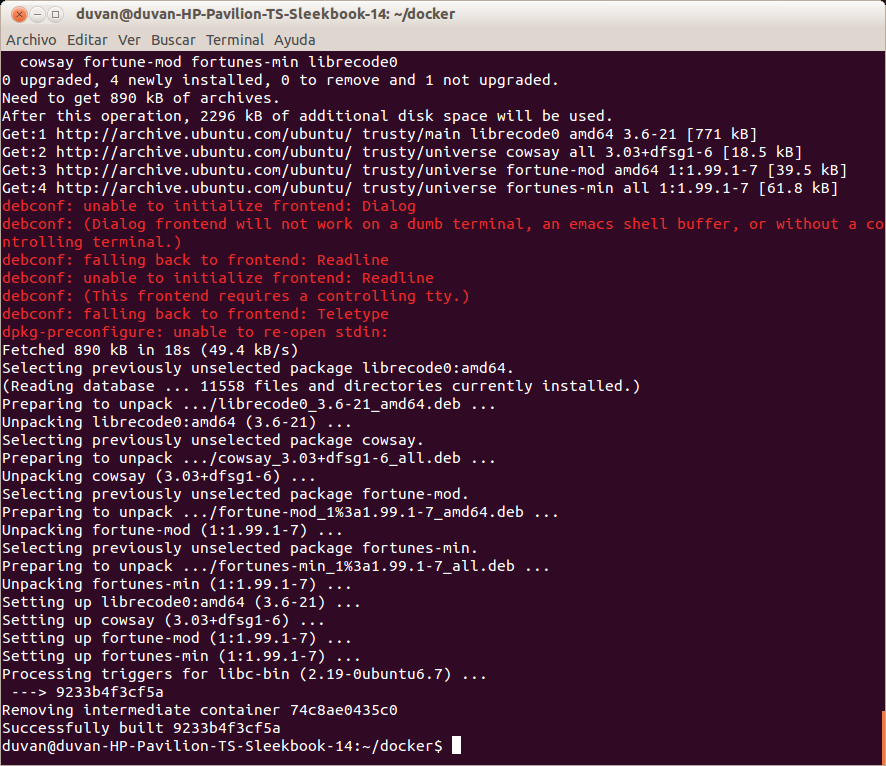 duvan@duvan-HP-Pavilion-TS-Sleekbook-14: ~/docker
Archivo Editar Ver Buscar Terminal Ayuda
  cowsay fortune-mod fortunes-min librecode0
0 upgraded, 4 newly installed, 0 to remove and 1 not upgraded.
Need to get 890 kB of archives.
After this operation, 2296 kB of additional disk space will be used.
Get:1 http://archive.ubuntu.com/ubuntu/ trusty/main librecode0 amd64 3.6-21 [771 kB]
Get:2 http://archive.ubuntu.com/ubuntu/ trusty/universe cowsay all 3.03+dfsg1-6 [18.5 kB]
Get:3 http://archive.ubuntu.com/ubuntu/ trusty/universe fortune-mod amd64 1:1.99.1-7 [39.5 kB]
Get:4 http://archive.ubuntu.com/ubuntu/ trusty/universe fortunes-min all 1:1.99.1-7 [61.8 kB]
debconf: unable to initialize frontend: Dialog
debconf: (Dialog frontend will not work on a dumb terminal, an emacs shell buffer, or without a co
ntrolling terminal.)
debconf: falling back to frontend: Readline
debconf: unable to initialize frontend: Readline
debconf: (This frontend requires a controlling tty.)
debconf: falling back to frontend: Teletype
dpkg-preconfigure: unable to re-open stdin:
Fetched 890 kB in 18s (49.4 kB/s)
Selecting previously unselected package librecode0:amd64.
(Reading database ... 11558 files and directories currently installed.)
Preparing to unpack .../librecode0_3.6-21_amd64.deb ...
Unpacking librecode0:amd64 (3.6-21) ...
Selecting previously unselected package cowsay.
Preparing to unpack .../cowsay_3.03+dfsg1-6_all.deb ...
Unpacking cowsay (3.03+dfsg1-6) ...
Selecting previously unselected package fortune-mod.
Preparing to unpack .../fortune-mod_1%3a1.99.1-7_amd64.deb ...
Unpacking fortune-mod (1:1.99.1-7) ...
Selecting previously unselected package fortunes-min.
Preparing to unpack .../fortunes-min_1%3a1.99.1-7_all.deb ...
Unpacking fortunes-min (1:1.99.1-7) ...
Setting up librecode0:amd64 (3.6-21) ...
Setting up cowsay (3.03+dfsg1-6) ...
Setting up fortune-mod (1:1.99.1-7) ...
Setting up fortunes-min (1:1.99.1-7) ...
Processing triggers for libc-bin (2.19-0ubuntu6.7) ...
 ---> 9233b4f3cf5a
Removing intermediate container 74c8ae0435c0
Successfully built 9233b4f3cf5a
duvan@duvan-HP-Pavilion-TS-Sleekbook-14:~/docker$